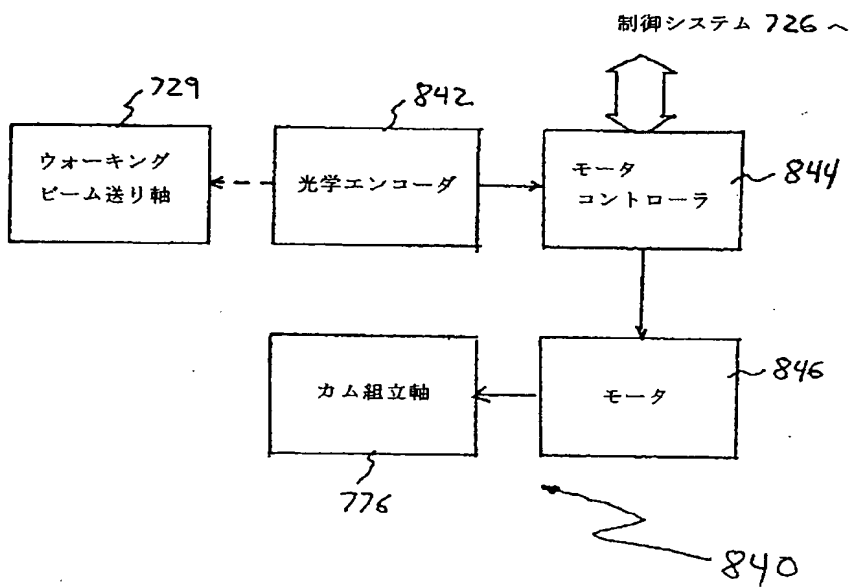 制御システム 726 へ
729
842
ウォーキング
ビーム送り軸
光学エンコーダ
モータ
コントローラ
844
カム組立軸
モータ
846
776
840